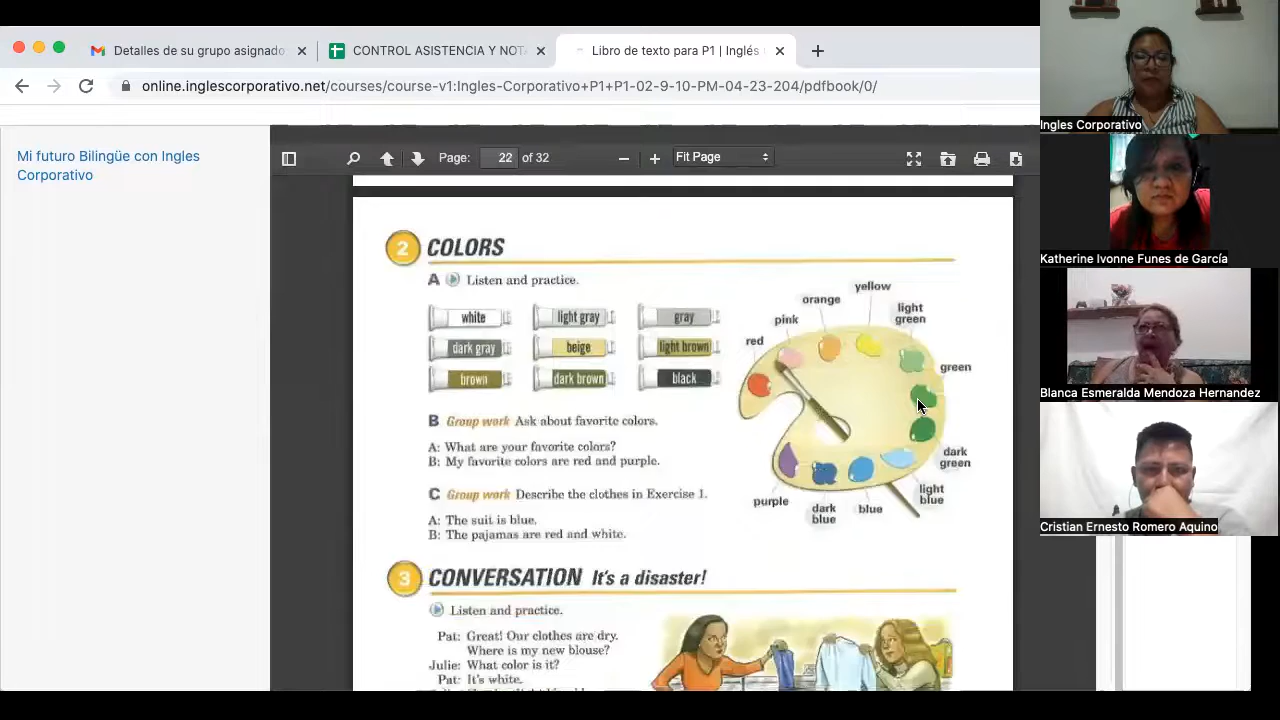 Detalles de su grupo asignado
CONTROL ASISTENCIA Y NOT
Libro de texto para P1 | Inglés
online.inglescorporativo.net/courses/course-v1:Ingles-Corporativo+P1+P1-02-9-10-PM-04-23-204/pdfbook/0/
Mi futuro Bilingüe con Ingles
Corporativo
Page: 22 of 32
Fit Page
2 COLORS
A Listen and practice.
white light gray gray
dark gray beige light brown
brown dark brown black
red
pink
orange
yellow
light
green
green
dark
green
light
blue
blue
dark
blue
purple
B Group work Ask about favorite colors.
A: What are your favorite colors?
B: My favorite colors are red and purple.
C Group work Describe the clothes in Exercise 1.
A: The suit is blue.
B: The pajamas are red and white.
3 CONVERSATION It's a disaster!
Listen and practice.
Pat: Great! Our clothes are dry.
Where is my new blouse?
Julie: What color is it?
Pat: It's white.
Ingles Corporativo
Katherine Ivonne Funes de García
Blanca Esmeralda Mendoza Hernandez
Cristian Ernesto Romero Aquino